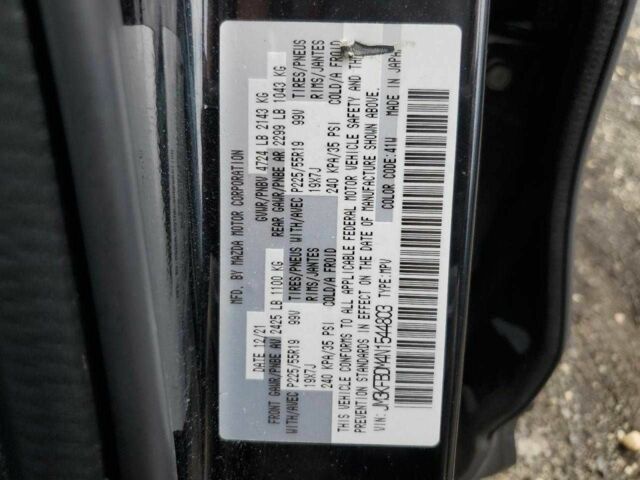 MFD. BY MAZDA MOTOR CORPORATION
DATE 12/21 GVWR/PNBV 4724 LB 2143 KG
FRONT GAWR/PNBE AV 2425 LB 1100 KG REAR GAWR/PNBE AR 2299 LB 1043 KG
WITH/AVEC P225/55R19 99V TIRES/PNEUS WITH/AVEC P225/55R19 99V TIRES/PNEUS
19X7J RIMS/JANTES 19X7J RIMS/JANTES
240 KPA/35 PSI COLD/A FROID 240 KPA/35 PSI COLD/A FROID
THIS VEHICLE CONFORMS TO ALL APPLICABLE FEDERAL MOTOR VEHICLE SAFETY AND THEFT
PREVENTION STANDARDS IN EFFECT ON THE DATE OF MANUFACTURE SHOWN ABOVE.
VIN: JM3KFBDM4N1544803 TYPE: MPV COLOR CODE: 41W MADE IN JAPAN